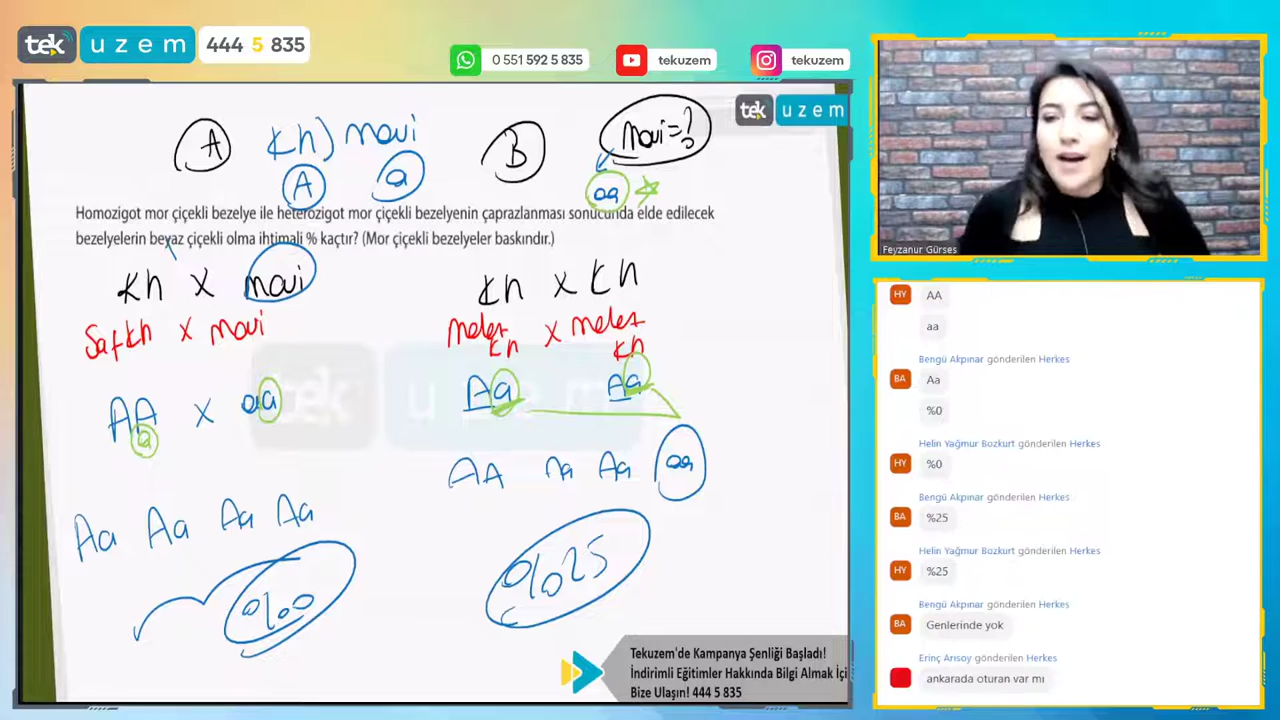 tek uzem 444 5 835
0 551 592 5 835
tekuzem
tekuzem
tek uzem
A Kh) mavi B Mavi=?
A a aa
Homozigot mor çiçekli bezelye ile heterozigot mor çiçekli bezelyenin çaprazlanması sonucunda elde edilecek
bezelyelerin beyaz çiçekli olma ihtimali % kaçtır? (Mor çiçekli bezelyeler baskındır.)
Kh X mavi
Saf Kh X mavi
AA X aa
a
Aa Aa Aa Aa
%0
Kh X Kh
Melez X melez
Kh Kh
Aa Aa
AA Aa Aa aa
%25
tek uzem
Tekuzem'de Kampanya Şenliği Başladı!
İndirimli Eğitimler Hakkında Bilgi Almak İçi
Bize Ulaşın! 444 5 835
Feyzanur Gürses
HY AA
aa
Bengü Akpınar gönderilen Herkes
BA Aa
%0
Helin Yağmur Bozkurt gönderilen Herkes
HY %0
Bengü Akpınar gönderilen Herkes
BA %25
Helin Yağmur Bozkurt gönderilen Herkes
HY %25
Bengü Akpınar gönderilen Herkes
BA Genlerinde yok
Erinç Arısoy gönderilen Herkes
ankarada oturan var mı